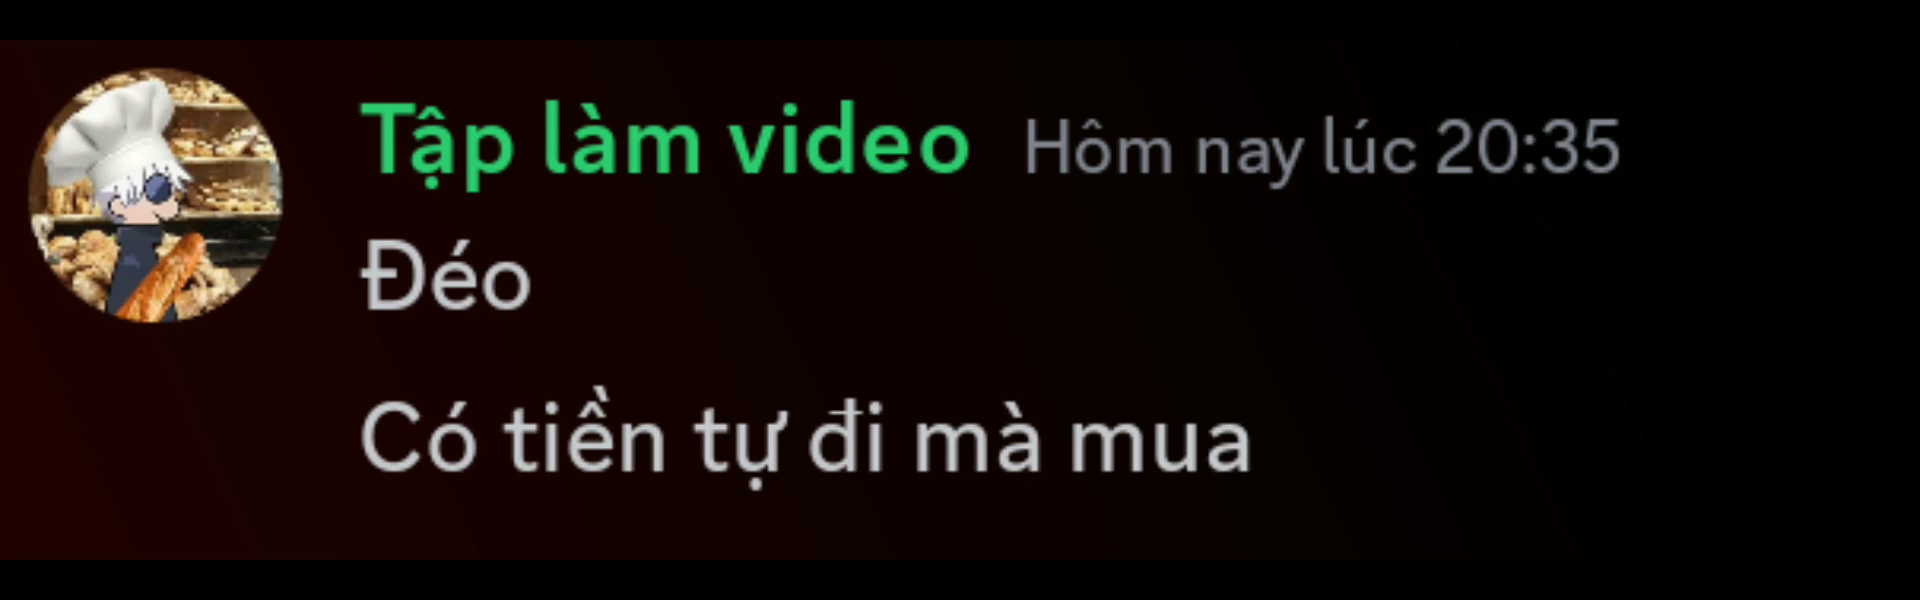 Tập làm video Hôm nay lúc 20:35
Đéo
Có tiền tự đi mà mua